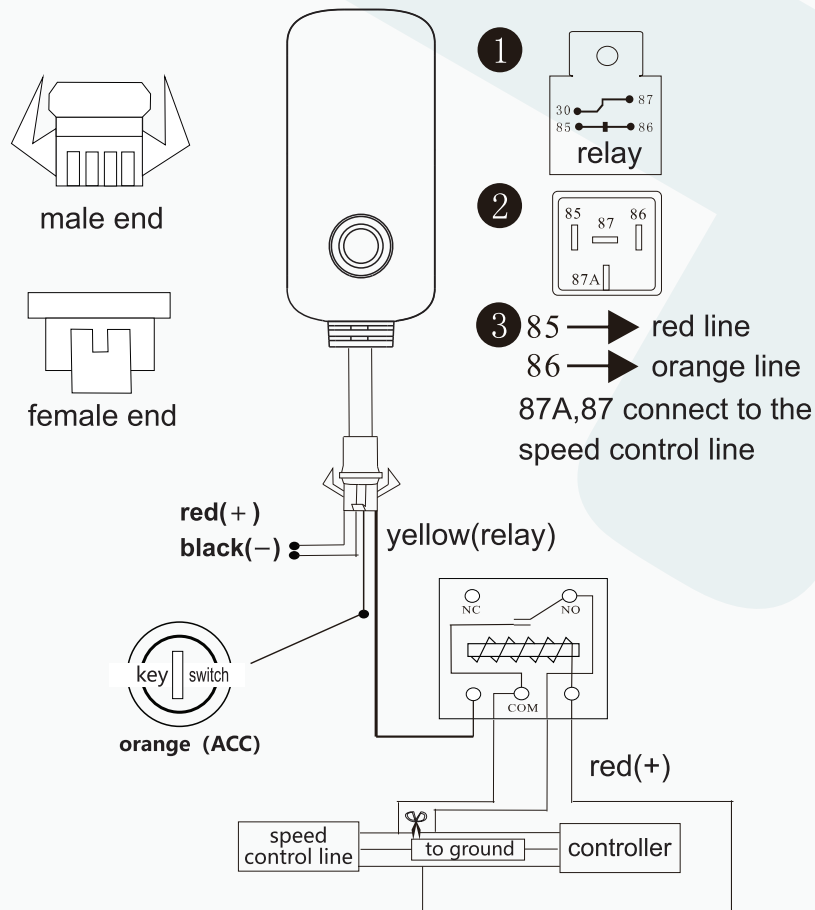 male end
female end
1
30
87
85
86
relay
2
85
87
86
87A
3 85 red line
86 orange line
87A,87 connect to the
speed control line
red(+)
black(−)
yellow(relay)
NC
NO
COM
key switch
orange (ACC)
red(+)
speed
control line
to ground
controller